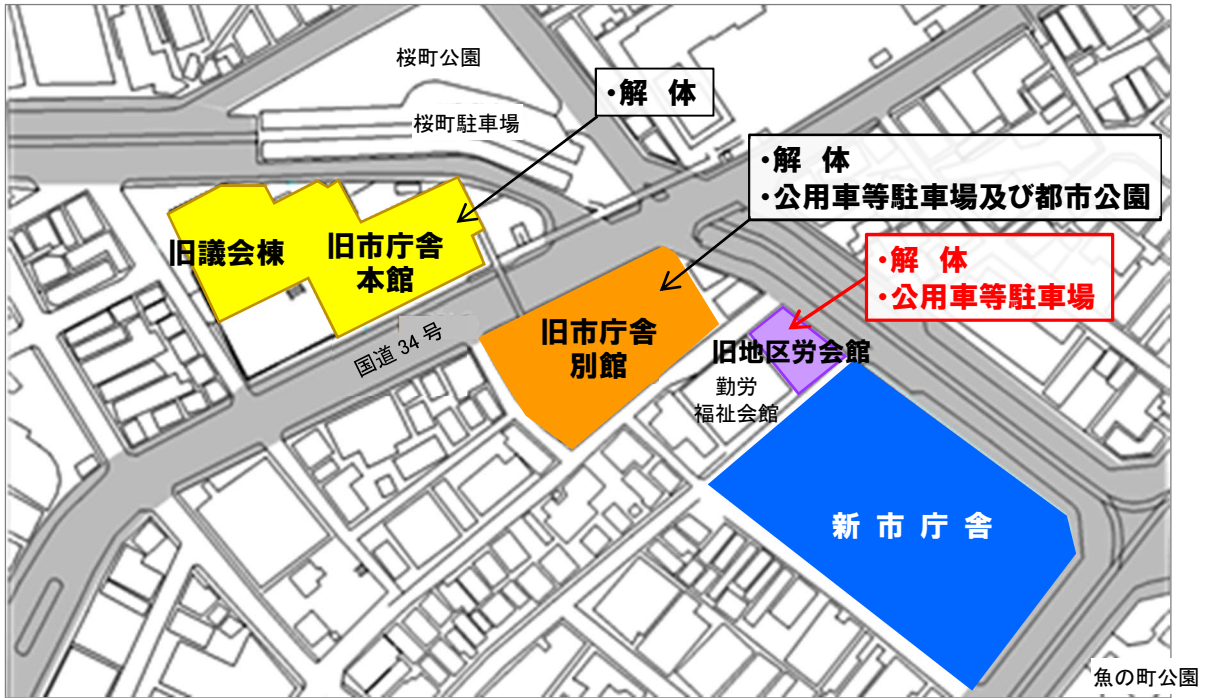 桜町公園
・解 体
桜町駐車場
・解 体
・公用車等駐車場及び都市公園
旧議会棟
旧市庁舎
本館
・解 体
・公用車等駐車場
国道 34 号
旧市庁舎
別館
旧地区労会館
勤労
福祉会館
新 市 庁 舎
魚の町公園